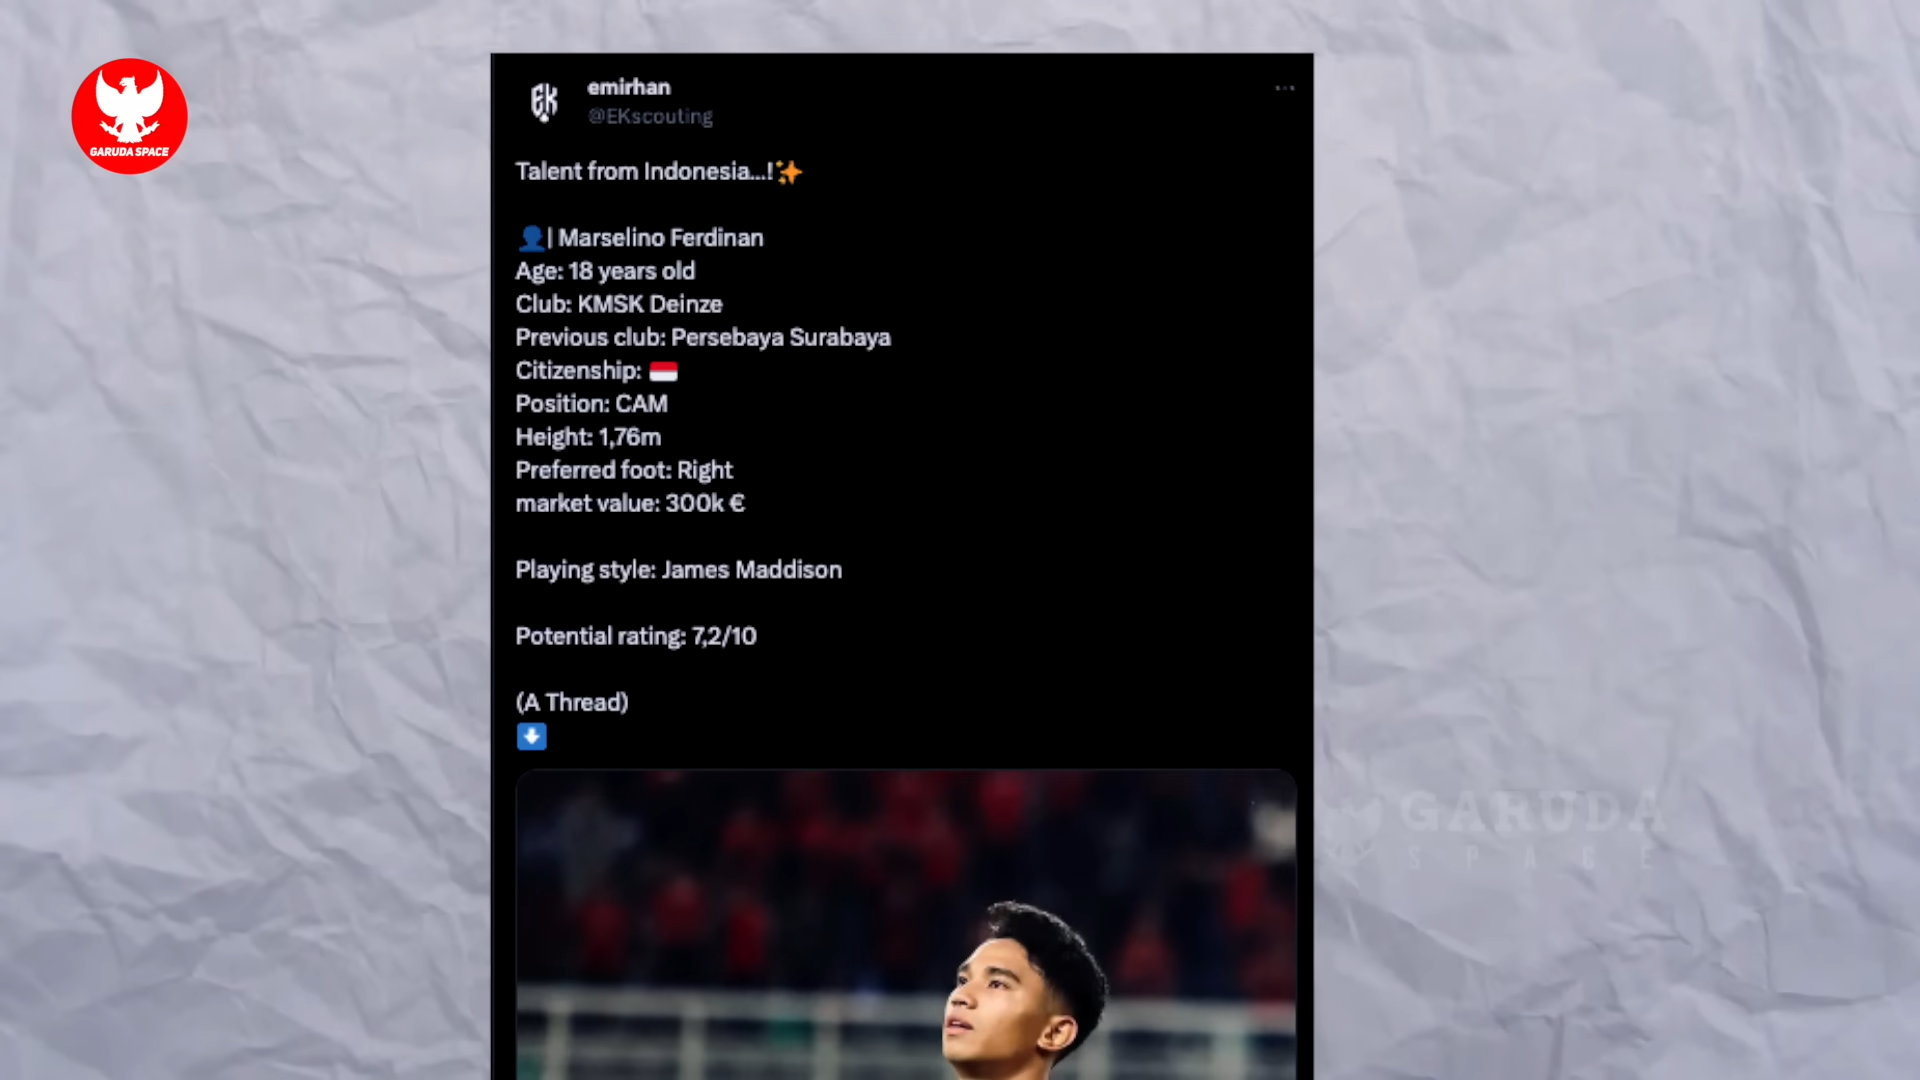 GARUDA SPACE
EK
emirhan
@EKscouting
Talent from Indonesia...!✨
👤| Marselino Ferdinan
Age: 18 years old
Club: KMSK Deinze
Previous club: Persebaya Surabaya
Citizenship: 🇮🇩
Position: CAM
Height: 1,76m
Preferred foot: Right
market value: 300k €
Playing style: James Maddison
Potential rating: 7,2/10
(A Thread)
⬇️
GARUDA
SPACE